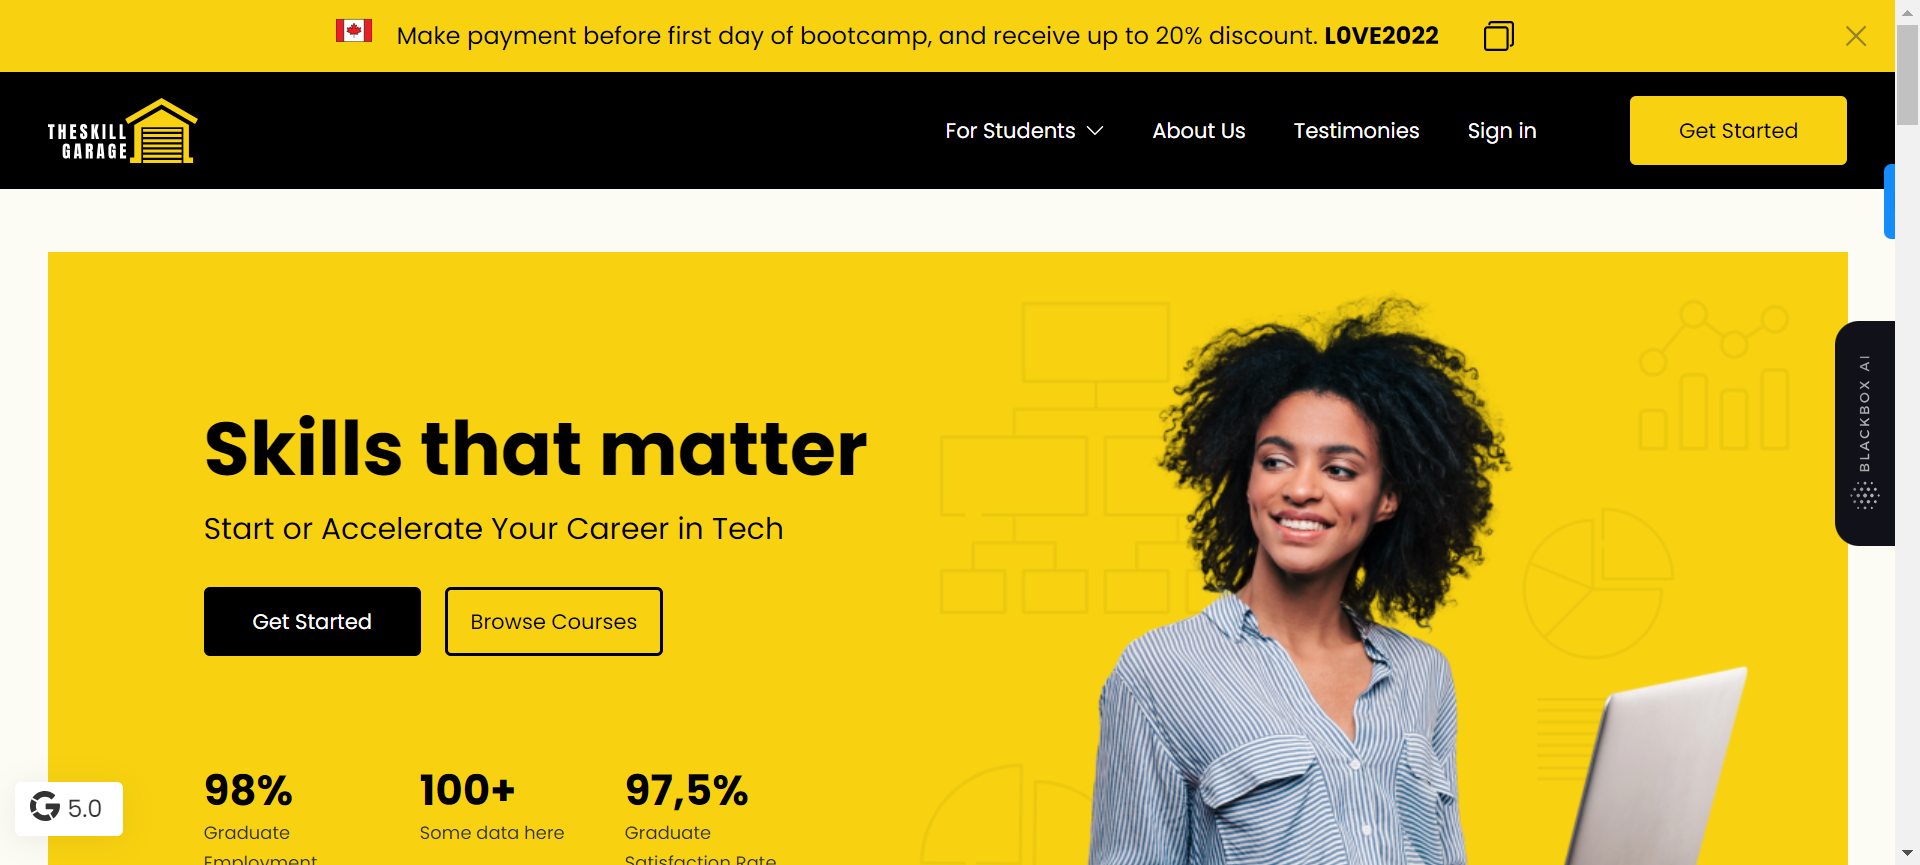 Make payment before first day of bootcamp, and receive up to 20% discount. L0VE2022
THESKILL
GARAGE
For Students
About Us
Testimonies
Sign in
Get Started
BLACKBOX AI
Skills that matter
Start or Accelerate Your Career in Tech
Get Started
Browse Courses
98%
Graduate
Employment
100+
Some data here
97,5%
Graduate
Satisfaction Rate
G 5.0